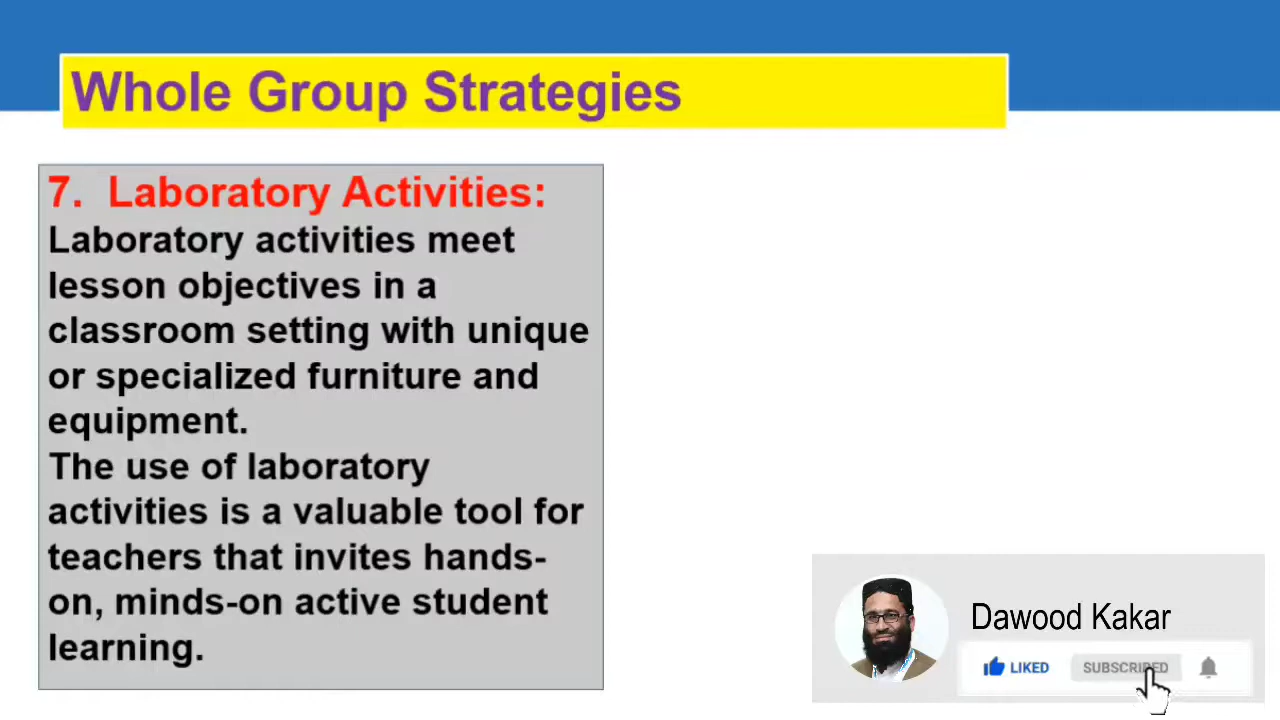 Whole Group Strategies
7. Laboratory Activities:
Laboratory activities meet
lesson objectives in a
classroom setting with unique
or specialized furniture and
equipment.
The use of laboratory
activities is a valuable tool for
teachers that invites hands-
on, minds-on active student
learning.
Dawood Kakar
LIKED
SUBSCRIBED